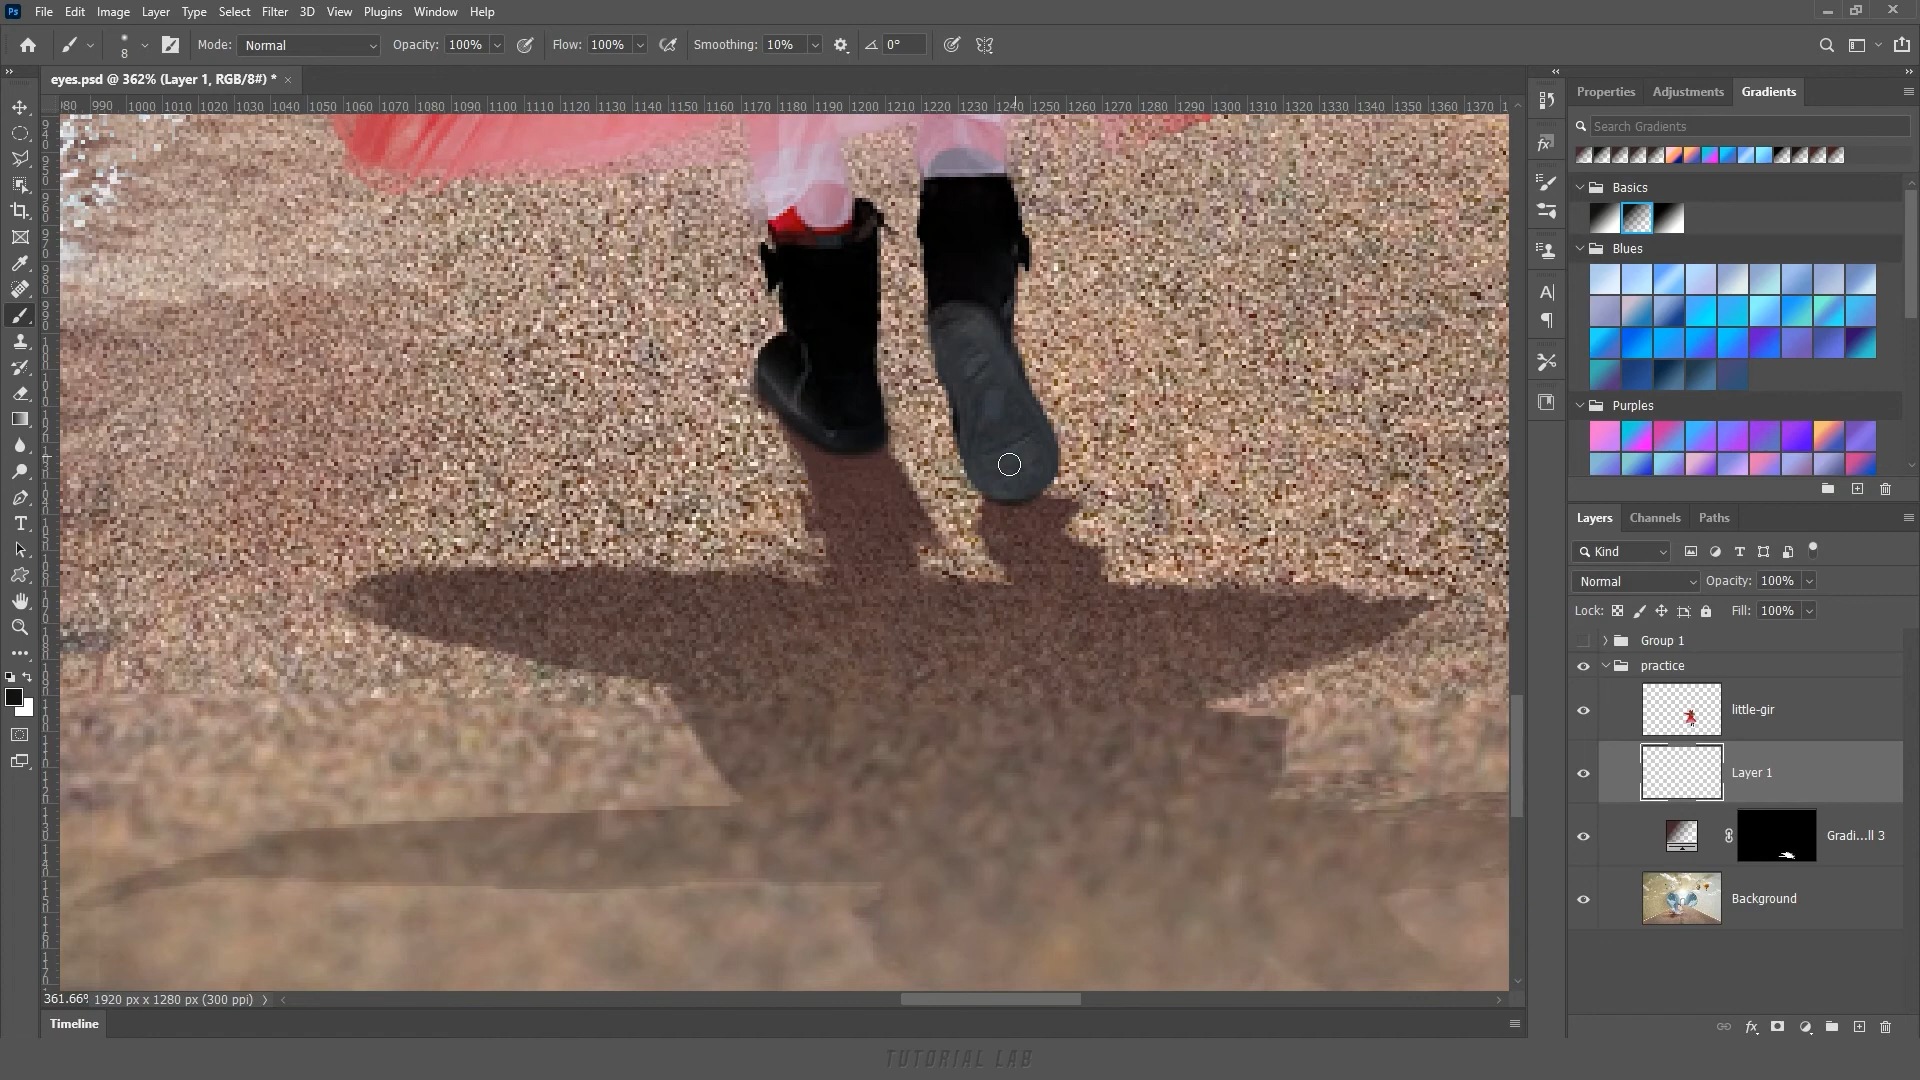 Ps File Edit Image Layer Type Select Filter 3D View Plugins Window Help
8 Mode: Normal Opacity: 100% Flow: 100% Smoothing: 10% 0°
eyes.psd @ 362% (Layer 1, RGB/8#) * ×
990 1000 1010 1020 1030 1040 1050 1060 1070 1080 1090 1100 1110 1120 1130 1140 1150 1160 1170 1180 1190 1200 1210 1220 1230 1240 1250 1260 1270 1280 1290 1300 1310 1320 1330 1340 1350 1360 1370
Properties Adjustments Gradients
Search Gradients
Basics
Blues
Purples
Layers Channels Paths
Kind
Normal Opacity: 100%
Lock: Fill: 100%
Group 1
practice
little-gir
Layer 1
Gradi...ll 3
Background
361.66% 1920 px x 1280 px (300 ppi)
Timeline
TUTORIAL LAB